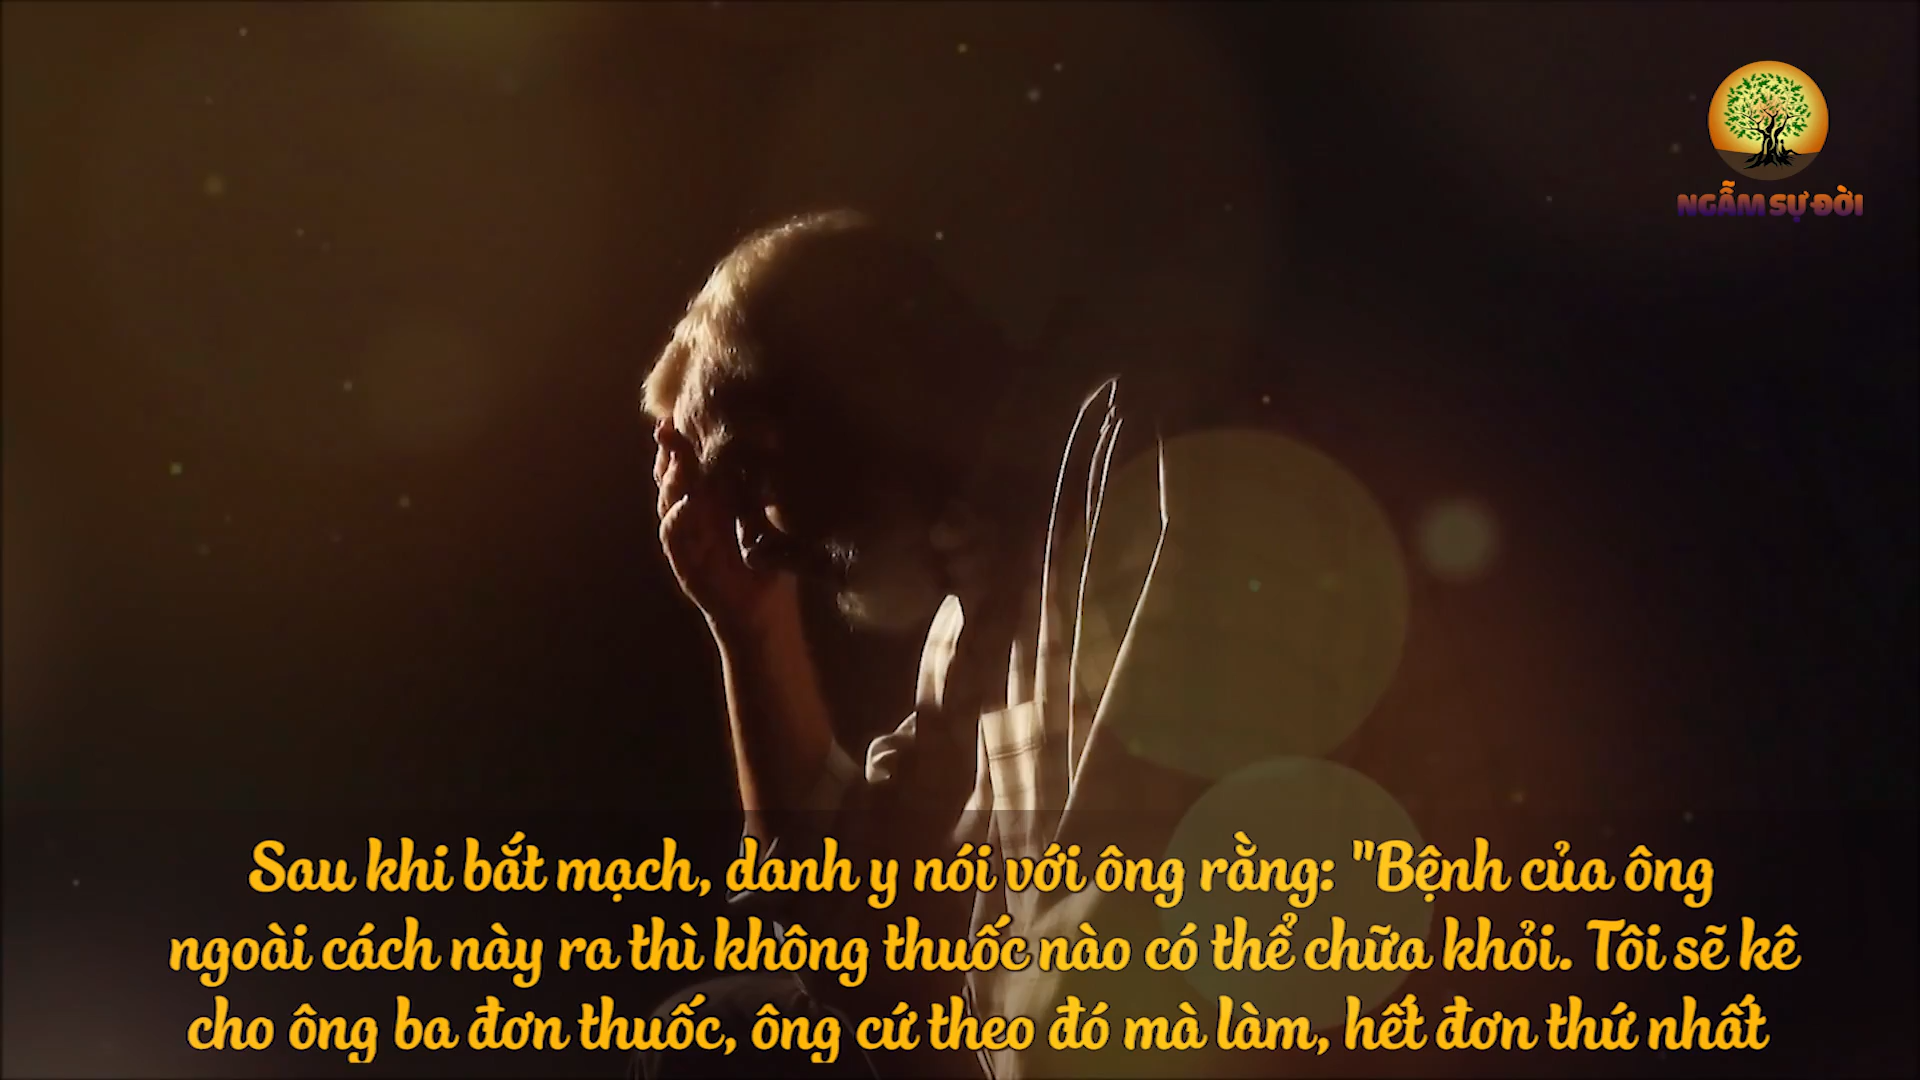 NGẪM SỰ ĐỜI
Sau khi bắt mạch, danh y nói với ông rằng: "Bệnh của ông
ngoài cách này ra thì không thuốc nào có thể chữa khỏi. Tôi sẽ kê
cho ông ba đơn thuốc, ông cứ theo đó mà làm, hết đơn thứ nhất